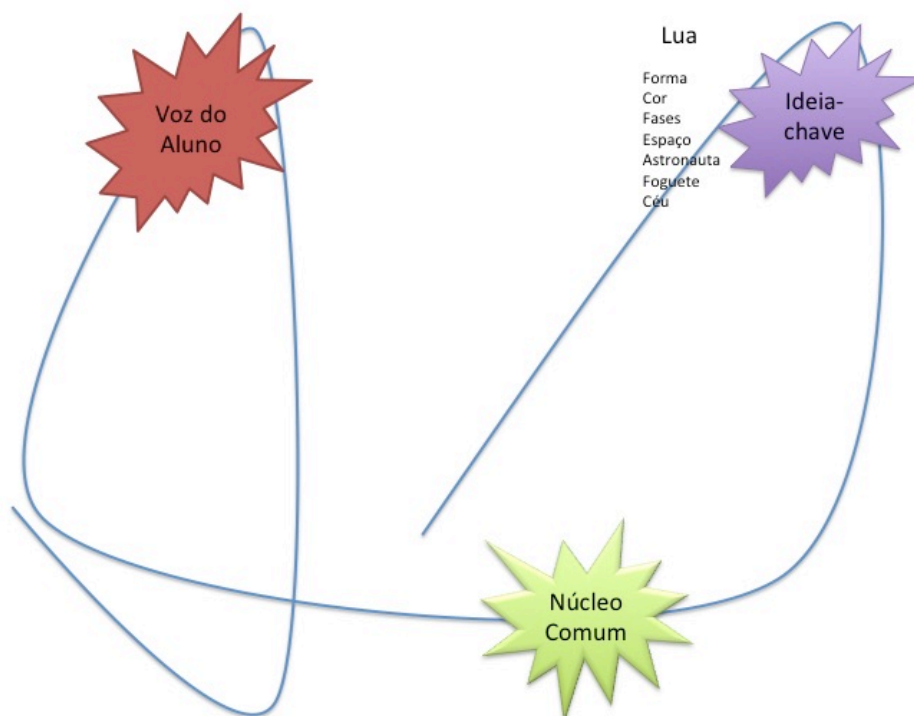 Voz do
Aluno
Lua
Forma
Cor
Fases
Espaço
Astronauta
Foguete
Céu
Ideia-
chave
Núcleo
Comum